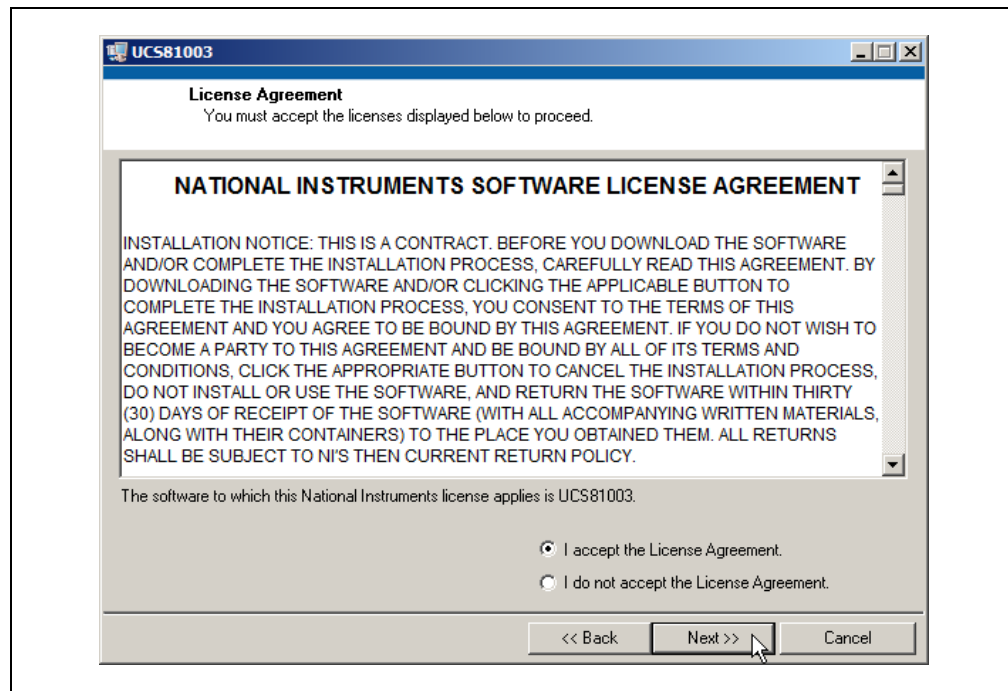 UCS81003
License Agreement
You must accept the licenses displayed below to proceed.
NATIONAL INSTRUMENTS SOFTWARE LICENSE AGREEMENT
INSTALLATION NOTICE: THIS IS A CONTRACT. BEFORE YOU DOWNLOAD THE SOFTWARE
AND/OR COMPLETE THE INSTALLATION PROCESS, CAREFULLY READ THIS AGREEMENT. BY
DOWNLOADING THE SOFTWARE AND/OR CLICKING THE APPLICABLE BUTTON TO
COMPLETE THE INSTALLATION PROCESS, YOU CONSENT TO THE TERMS OF THIS
AGREEMENT AND YOU AGREE TO BE BOUND BY THIS AGREEMENT. IF YOU DO NOT WISH TO
BECOME A PARTY TO THIS AGREEMENT AND BE BOUND BY ALL OF ITS TERMS AND
CONDITIONS, CLICK THE APPROPRIATE BUTTON TO CANCEL THE INSTALLATION PROCESS,
DO NOT INSTALL OR USE THE SOFTWARE, AND RETURN THE SOFTWARE WITHIN THIRTY
(30) DAYS OF RECEIPT OF THE SOFTWARE (WITH ALL ACCOMPANYING WRITTEN MATERIALS,
ALONG WITH THEIR CONTAINERS) TO THE PLACE YOU OBTAINED THEM. ALL RETURNS
SHALL BE SUBJECT TO NI'S THEN CURRENT RETURN POLICY.
The software to which this National Instruments license applies is UCS81003.
I accept the License Agreement.
I do not accept the License Agreement.
<< Back Next >> Cancel